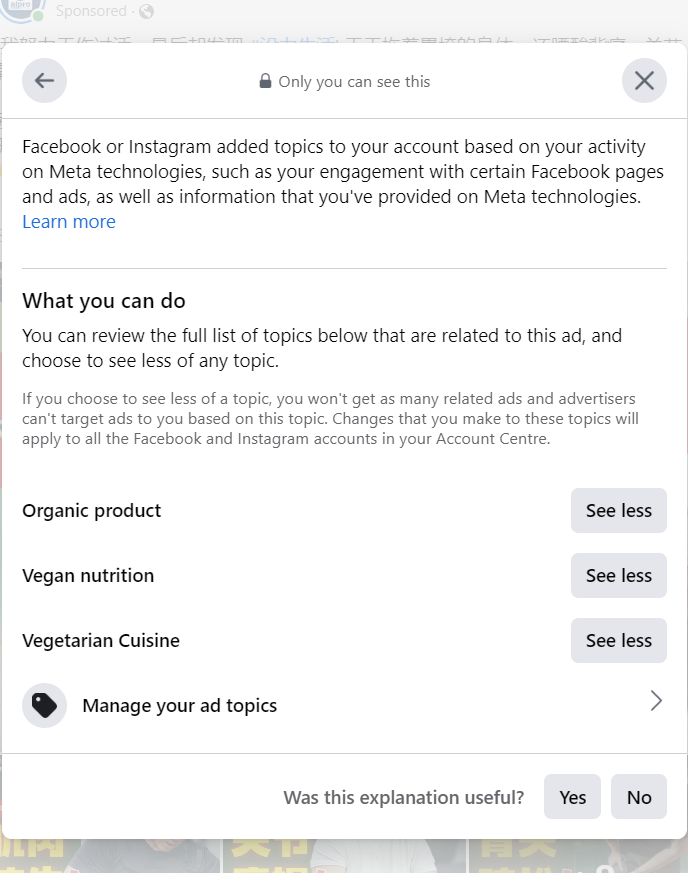 Sponsored
Only you can see this
Facebook or Instagram added topics to your account based on your activity
on Meta technologies, such as your engagement with certain Facebook pages
and ads, as well as information that you've provided on Meta technologies.
Learn more
What you can do
You can review the full list of topics below that are related to this ad, and
choose to see less of any topic.
If you choose to see less of a topic, you won't get as many related ads and advertisers
can't target ads to you based on this topic. Changes that you make to these topics will
apply to all the Facebook and Instagram accounts in your Account Centre.
Organic product See less
Vegan nutrition See less
Vegetarian Cuisine See less
Manage your ad topics
Was this explanation useful? Yes No